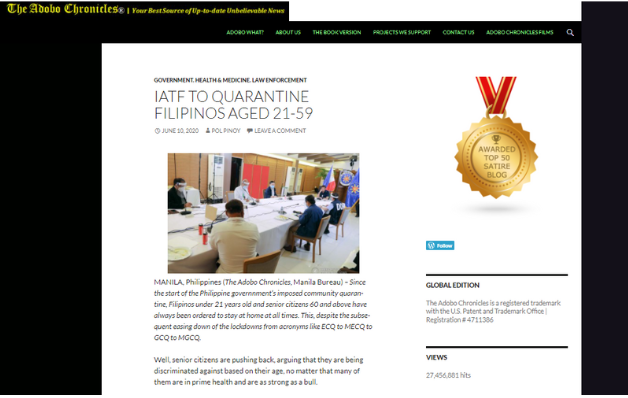 The Adobo Chronicles® | Your Best Source of Up-to-date Unbelievable News
ADOBO WHAT? ABOUT US THE BOOK VERSION PROJECTS WE SUPPORT CONTACT US ADOBO CHRONICLES FILMS
GOVERNMENT, HEALTH & MEDICINE, LAW ENFORCEMENT
IATF TO QUARANTINE
FILIPINOS AGED 21-59
JUNE 10, 2020 POL PINOY LEAVE A COMMENT
MANILA, Philippines (The Adobo Chronicles, Manila Bureau) – Since
the start of the Philippine government's imposed community quaran-
tine, Filipinos under 21 years old and senior citizens 60 and above have
always been ordered to stay at home at all times. This, despite the subse-
quent easing down of the lockdowns from acronyms like ECQ to MECQ to
GCQ to MGCQ.
Well, senior citizens are pushing back, arguing that they are being
discriminated against based on their age, no matter that many of
them are in prime health and are as strong as a bull.
AWARDED
TOP 50
SATIRE
BLOG
Follow
GLOBAL EDITION
The Adobo Chronicles is a registered trademark
with the U.S. Patent and Trademark Office |
Registration # 4711386
VIEWS
27,456,881 hits